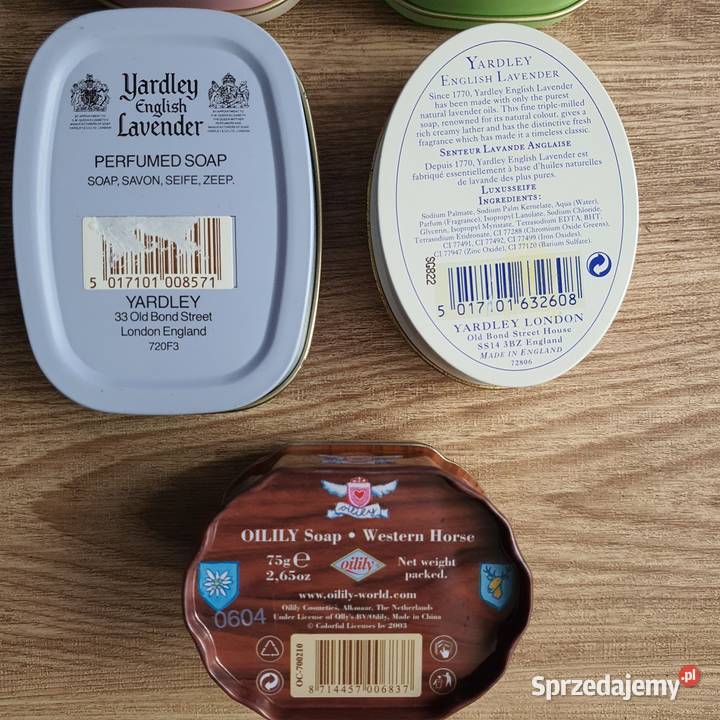 Yardley
English
Lavender
PERFUMED SOAP
SOAP, SAVON, SEIFE, ZEEP.
5 017101 008571
YARDLEY
33 Old Bond Street
London England
720F3
YARDLEY
ENGLISH LAVENDER
Since 1770, Yardley English Lavender
has been made with only the purest
natural lavender oils. This fine triple-milled
soap, renowned for its natural colour, gives a
rich creamy lather and has the distinctive fresh
fragrance which has made it a timeless classic.
SENTEUR LAVANDE ANGLAISE
Depuis 1770, Yardley English Lavender est
fabriqué essentiellement à base d'huiles naturelles
de lavande des plus pures.
LUXUSSEIFE
INGREDIENTS:
Sodium Palmate, Sodium Palm Kernelate, Aqua (Water),
Parfum (Fragrance), Isopropyl Lanolate, Sodium Chloride,
Glycerin, Isopropyl Myristate, Tetrasodium EDTA, BHT,
Tetrasodium Etidronate, CI 77288 (Chromium Oxide Greens),
CI 77491, CI 77492, CI 77499 (Iron Oxides),
CI 77947 (Zinc Oxide), CI 77120 (Barium Sulfate).
SG822
5 017101 632608
YARDLEY LONDON
Old Bond Street House
SS14 3BZ England
MADE IN ENGLAND
72806
oilily
OILILY Soap • Western Horse
75g e
2,65oz
oilily
Net weight
packed.
www.oilily-world.com
Oilily Cosmetics, Alkmaar, The Netherlands
Under License of Olly's BV/Oilily, Made in China
© Colorful Licenses bv 2003
0604
OC-700210
8 714457 006837
Sprzedajemy.pl